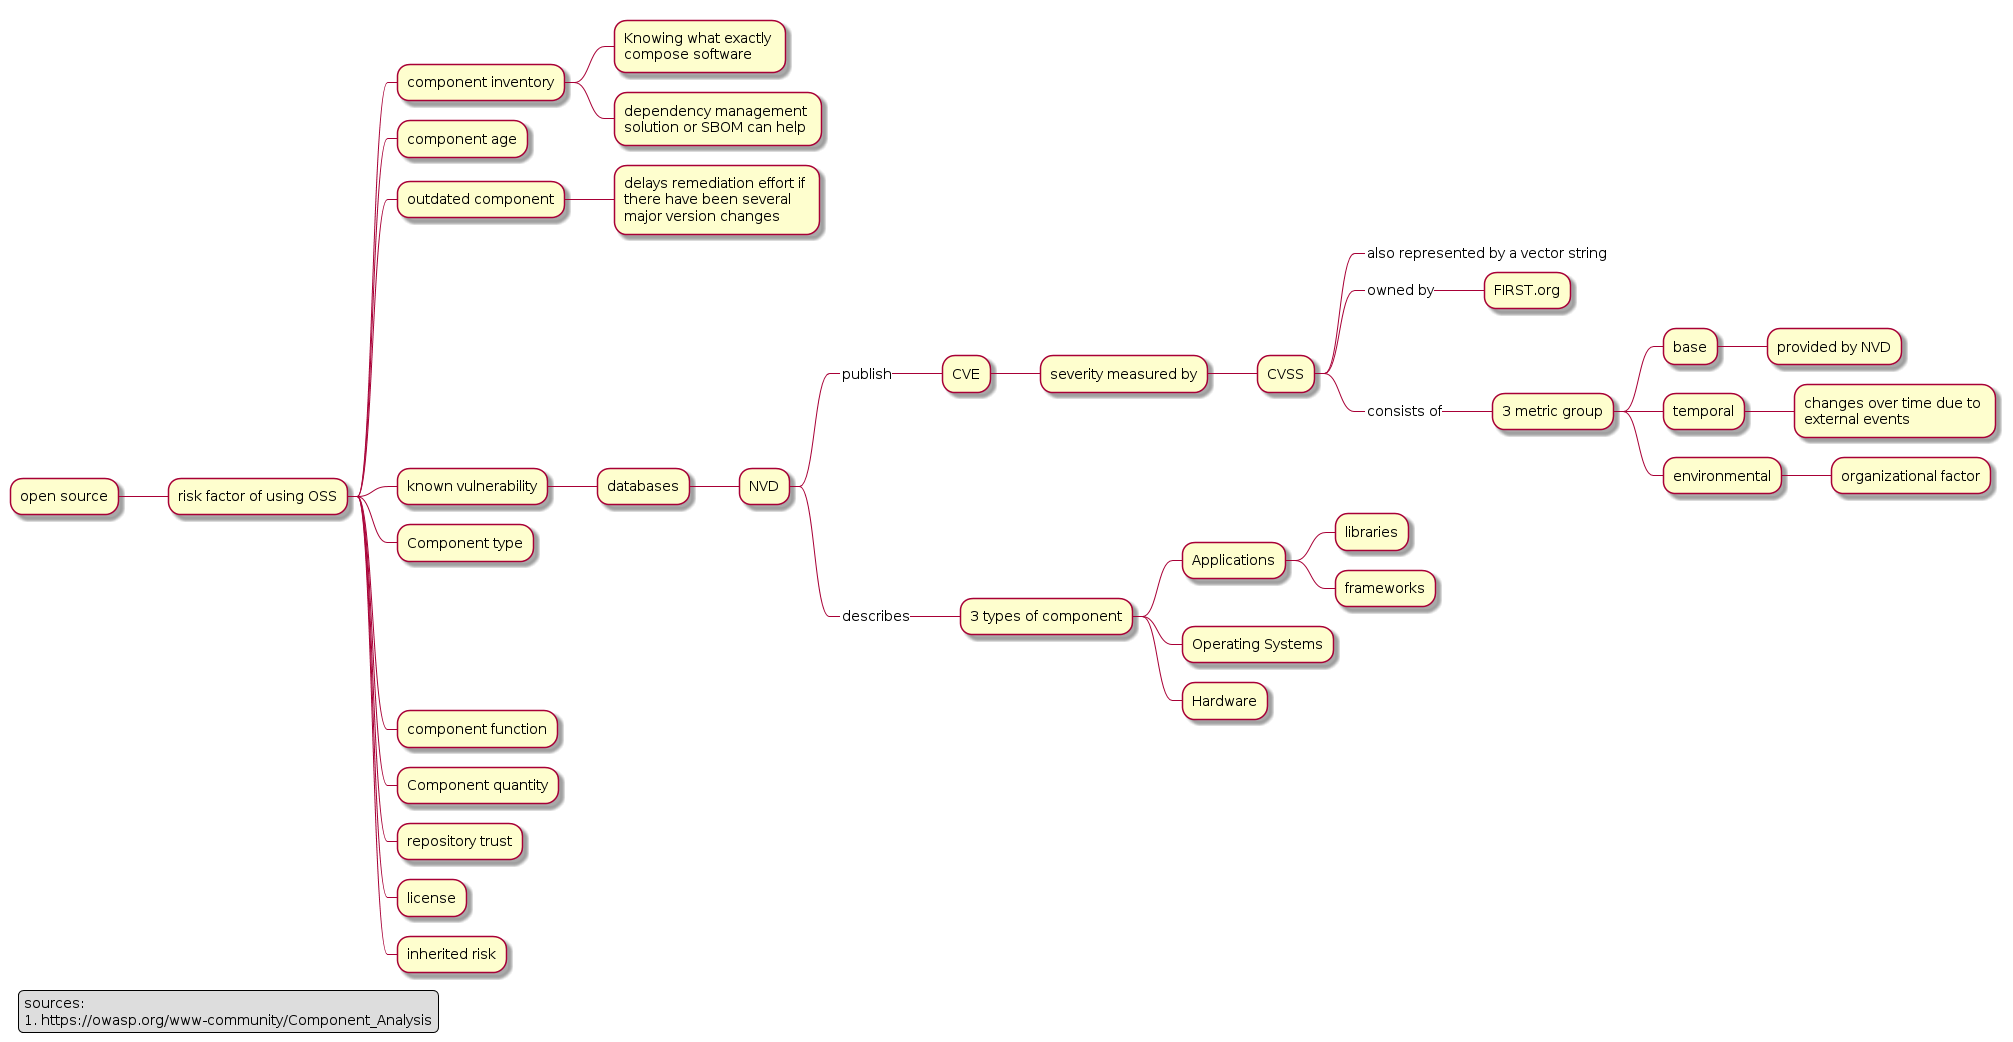 open source
risk factor of using OSS
component inventory
Knowing what exactly
compose software
dependency management
solution or SBOM can help
component age
outdated component
delays remediation effort if
there have been several
major version changes
known vulnerability
databases
NVD
publish
CVE
severity measured by
CVSS
also represented by a vector string
owned by
FIRST.org
consists of
3 metric group
base
provided by NVD
temporal
changes over time due to
external events
environmental
organizational factor
describes
3 types of component
Applications
libraries
frameworks
Operating Systems
Hardware
Component type
component function
Component quantity
repository trust
license
inherited risk
sources:
1. https://owasp.org/www-community/Component_Analysis